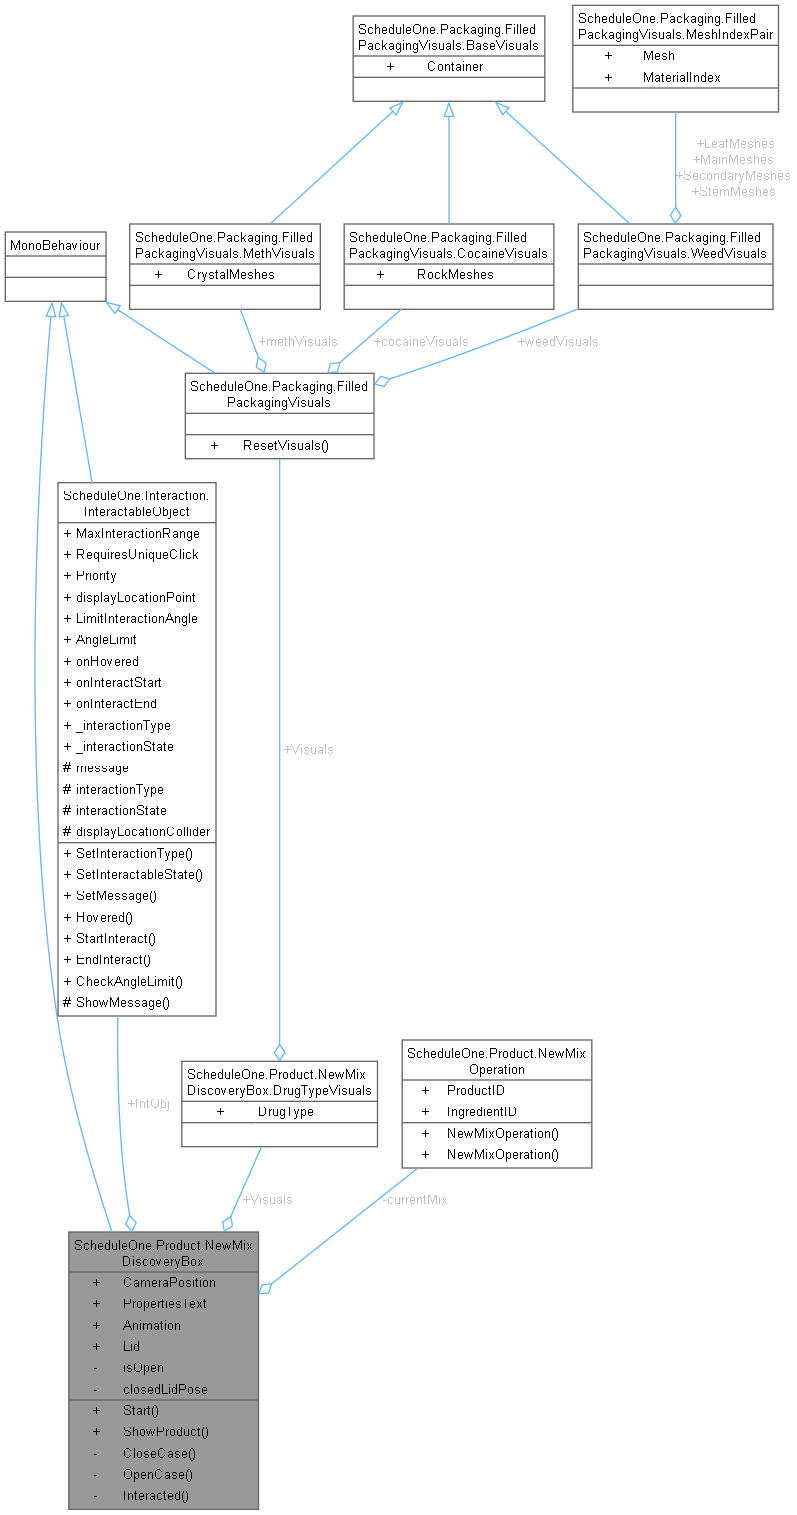 ScheduleOne.Packaging.Filled
PackagingVisuals.BaseVisuals
+ Container
ScheduleOne.Packaging.Filled
PackagingVisuals.MeshIndexPair
+ Mesh
+ MaterialIndex
+LeafMeshes
+MainMeshes
+SecondaryMeshes
+StemMeshes
MonoBehaviour
ScheduleOne.Packaging.Filled
PackagingVisuals.MethVisuals
+ CrystalMeshes
ScheduleOne.Packaging.Filled
PackagingVisuals.CocaineVisuals
+ RockMeshes
ScheduleOne.Packaging.Filled
PackagingVisuals.WeedVisuals
+methVisuals
+cocaineVisuals
+weedVisuals
ScheduleOne.Packaging.Filled
PackagingVisuals
+ ResetVisuals()
ScheduleOne.Interaction.
InteractableObject
+ MaxInteractionRange
+ RequiresUniqueClick
+ Priority
+ displayLocationPoint
+ LimitInteractionAngle
+ AngleLimit
+ onHovered
+ onInteractStart
+ onInteractEnd
+ _interactionType
+ _interactionState
# message
# interactionType
# interactionState
# displayLocationCollider
+ SetInteractionType()
+ SetInteractableState()
+ SetMessage()
+ Hovered()
+ StartInteract()
+ EndInteract()
+ CheckAngleLimit()
# ShowMessage()
+Visuals
ScheduleOne.Product.NewMix
DiscoveryBox.DrugTypeVisuals
+ DrugType
ScheduleOne.Product.NewMix
Operation
+ ProductID
+ IngredientID
+ NewMixOperation()
+ NewMixOperation()
+IntObj
+Visuals
-currentMix
ScheduleOne.Product.NewMix
DiscoveryBox
+ CameraPosition
+ PropertiesText
+ Animation
+ Lid
- isOpen
- closedLidPose
+ Start()
+ ShowProduct()
- CloseCase()
- OpenCase()
- Interacted()